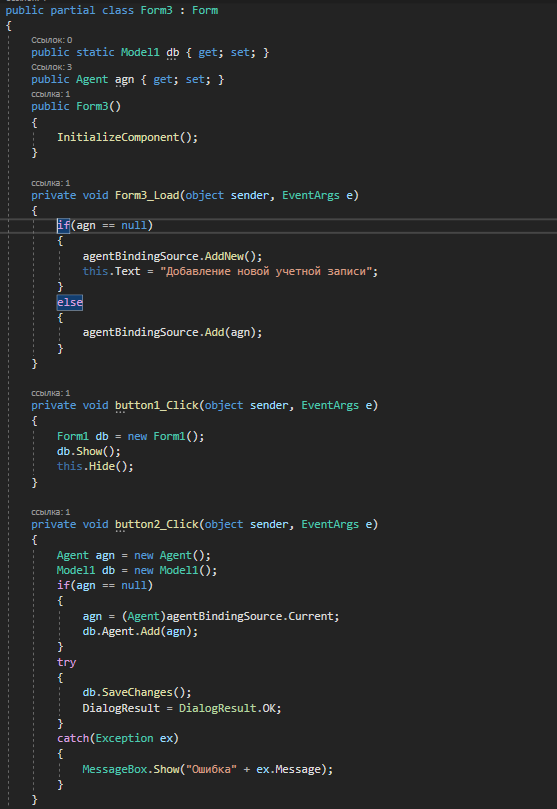 public partial class Form3 : Form
{
Ссылок: 0
public static Model1 db { get; set; }
Ссылок: 3
public Agent agn { get; set; }
ссылка: 1
public Form3()
{
InitializeComponent();
}
ссылка: 1
private void Form3_Load(object sender, EventArgs e)
{
if(agn == null)
{
agentBindingSource.AddNew();
this.Text = "Добавление новой учетной записи";
}
else
{
agentBindingSource.Add(agn);
}
}
ссылка: 1
private void button1_Click(object sender, EventArgs e)
{
Form1 db = new Form1();
db.Show();
this.Hide();
}
ссылка: 1
private void button2_Click(object sender, EventArgs e)
{
Agent agn = new Agent();
Model1 db = new Model1();
if(agn == null)
{
agn = (Agent)agentBindingSource.Current;
db.Agent.Add(agn);
}
try
{
db.SaveChanges();
DialogResult = DialogResult.OK;
}
catch(Exception ex)
{
MessageBox.Show("Ошибка" + ex.Message);
}
}